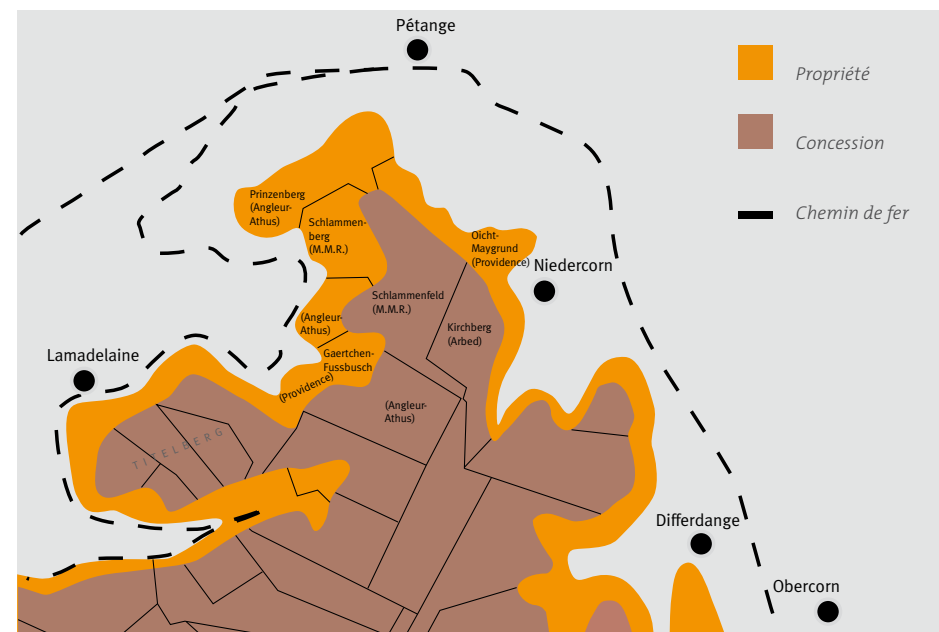 Pétange
Propriété
Concession
Chemin de fer
Prinzenberg
(Angleur-
Athus)
Schlammen-
berg
(M.M.R.)
Oicht-
Maygrund
(Providence)
Niedercorn
Schlammenfeld
(M.M.R.)
(Angleur-
Athus)
Kirchberg
(Arbed)
Gaertchen-
Fussbusch
(Providence)
Lamadelaine
(Angleur-
Athus)
TITELBERG
Differdange
Obercorn